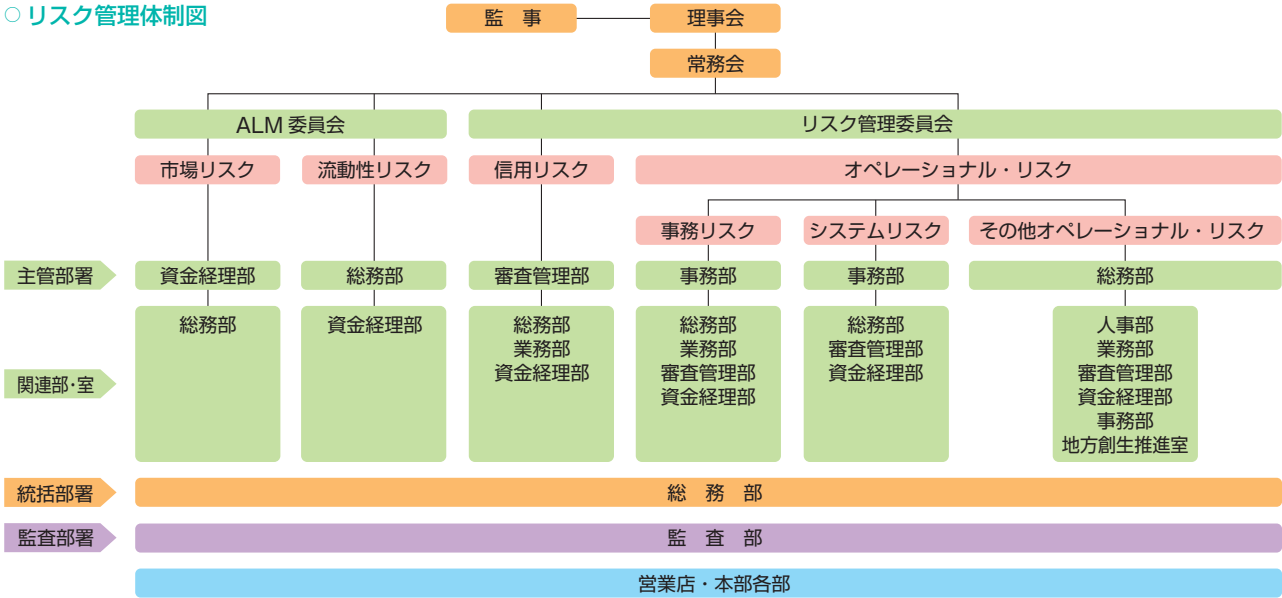 ○ リスク管理体制図
監　事
理事会
常務会
ALM 委員会
リスク管理委員会
市場リスク
流動性リスク
信用リスク
オペレーショナル・リスク
事務リスク
システムリスク
その他オペレーショナル・リスク
主管部署
資金経理部
総務部
審査管理部
事務部
事務部
総務部
関連部・室
総務部
資金経理部
総務部
業務部
資金経理部
総務部
業務部
審査管理部
資金経理部
総務部
審査管理部
資金経理部
人事部
業務部
審査管理部
資金経理部
事務部
地方創生推進室
統括部署
総　務　部
監査部署
監　査　部
営業店・本部各部